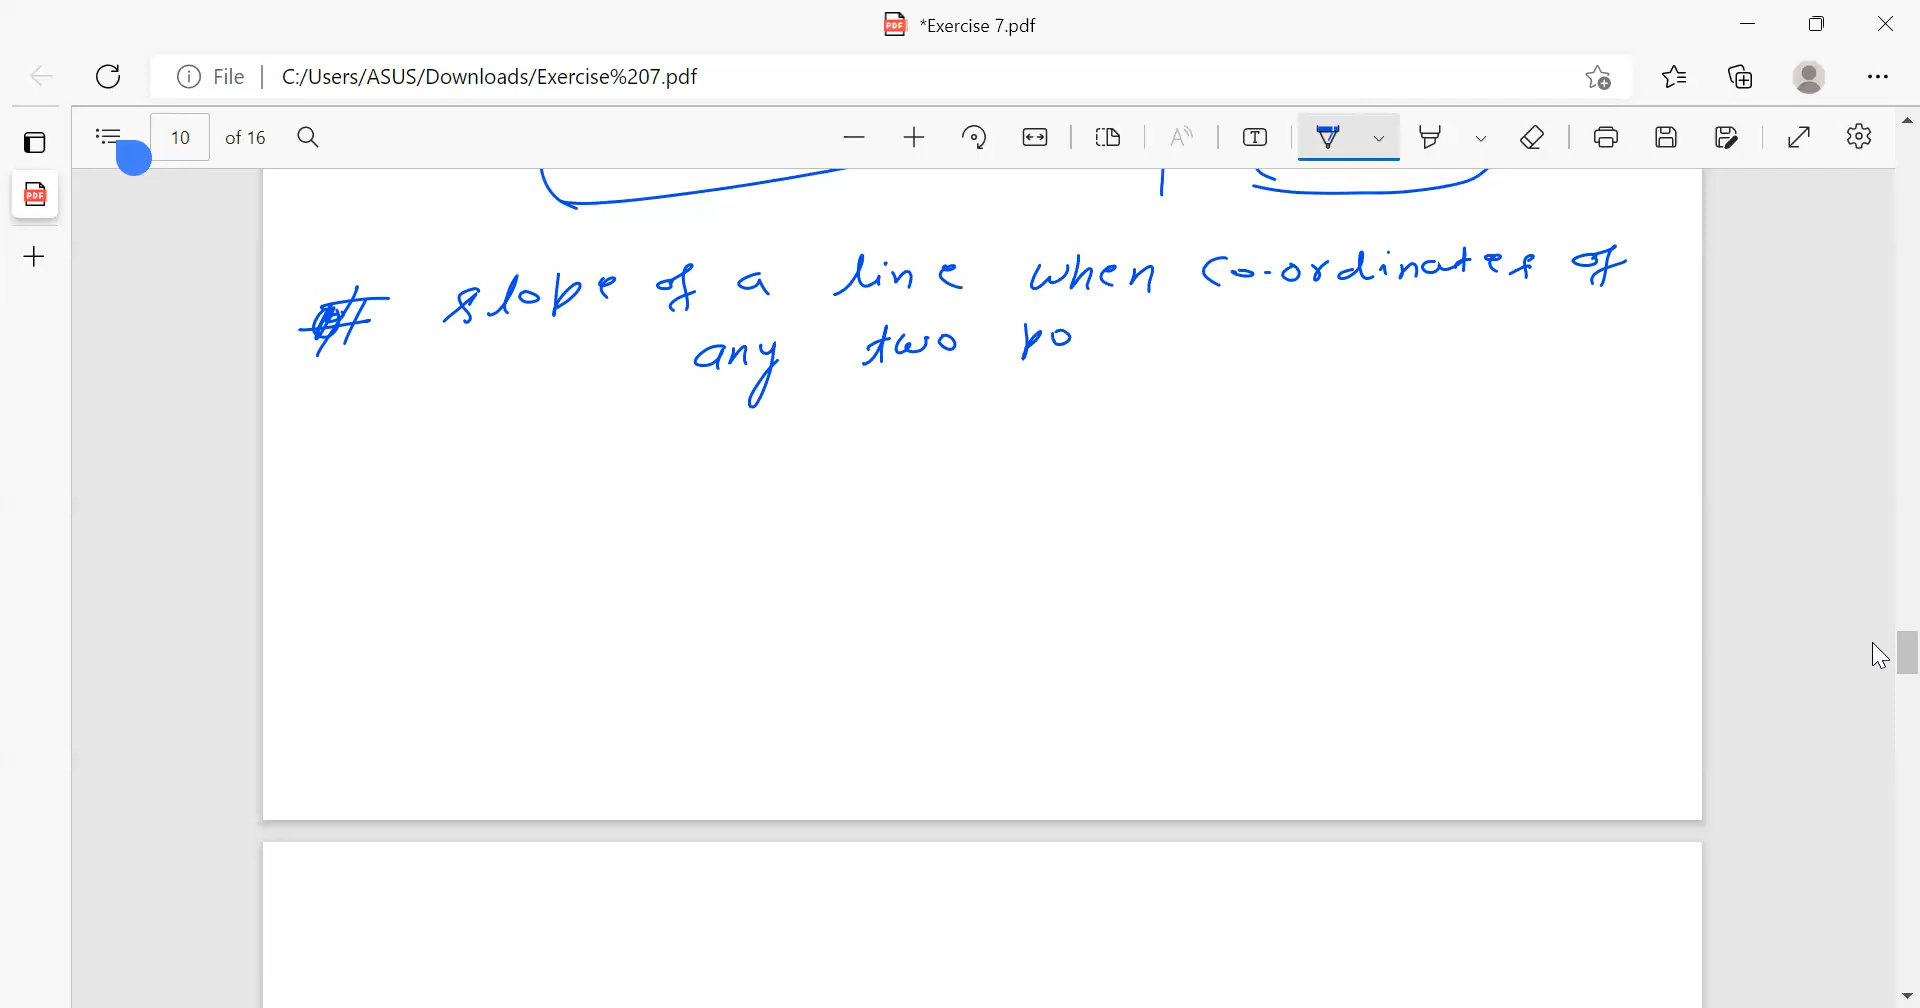 *Exercise 7.pdf
File | C:/Users/ASUS/Downloads/Exercise%207.pdf
10 of 16
# slope of a line when co-ordinates of
any two po